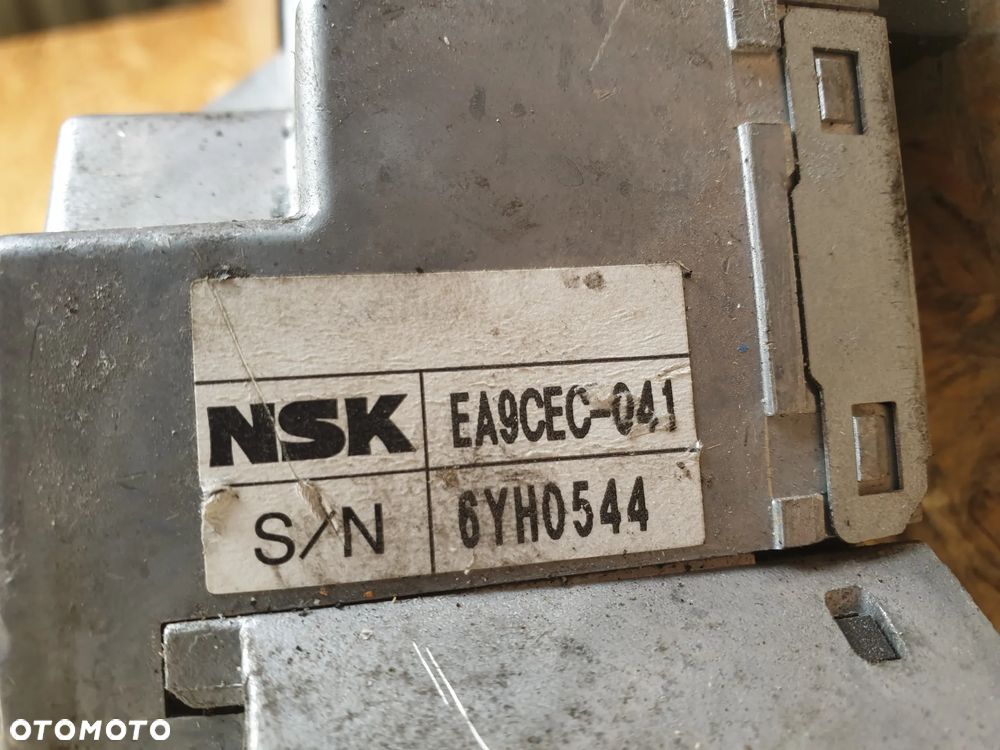 NSK EA9CEC-041
S/N 6YH0544
OTOMOTO